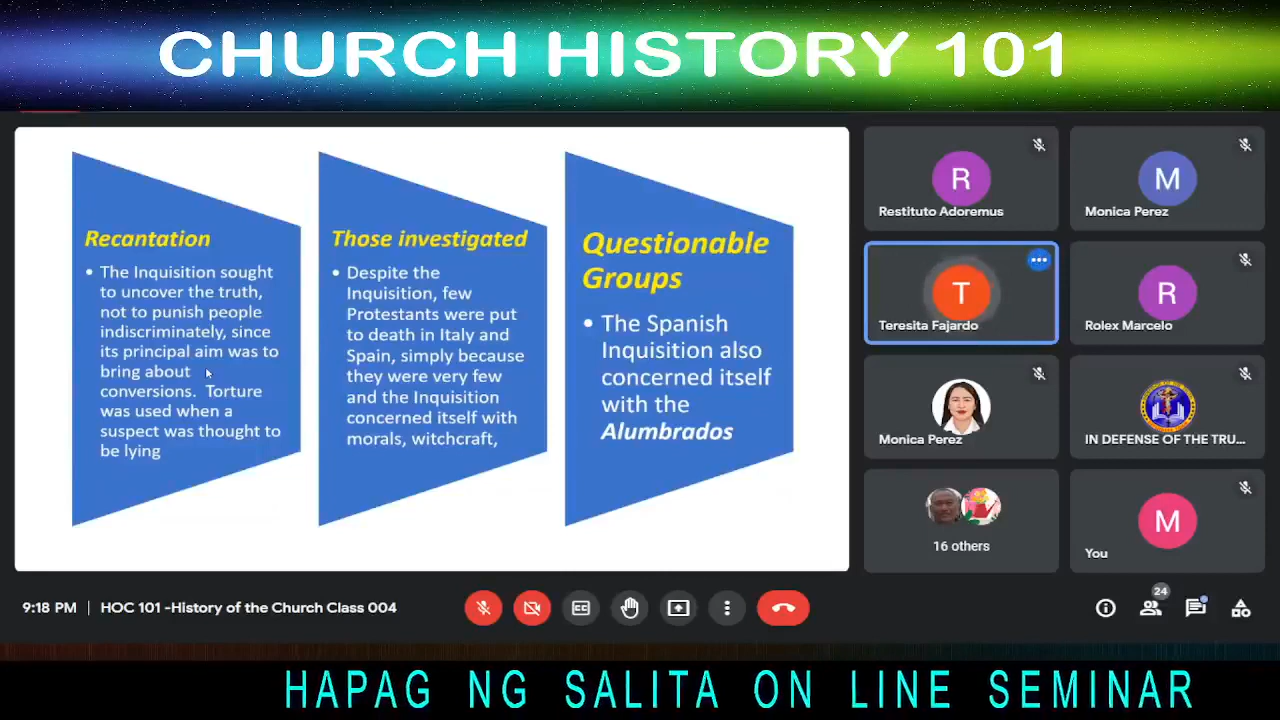 CHURCH HISTORY 101
Recantation
• The Inquisition sought
to uncover the truth,
not to punish people
indiscriminately, since
its principal aim was to
bring about
conversions. Torture
was used when a
suspect was thought to
be lying
Those investigated
• Despite the
Inquisition, few
Protestants were put
to death in Italy and
Spain, simply because
they were very few
and the Inquisition
concerned itself with
morals, witchcraft,
Questionable
Groups
• The Spanish
Inquisition also
concerned itself
with the
Alumbrados
R
Restituto Adoremus
M
Monica Perez
T
Teresita Fajardo
R
Rolex Marcelo
Monica Perez
IN DEFENSE OF THE TRU...
16 others
M
You
9:18 PM | HOC 101 -History of the Church Class 004
CC
24
HAPAG NG SALITA ON LINE SEMINAR